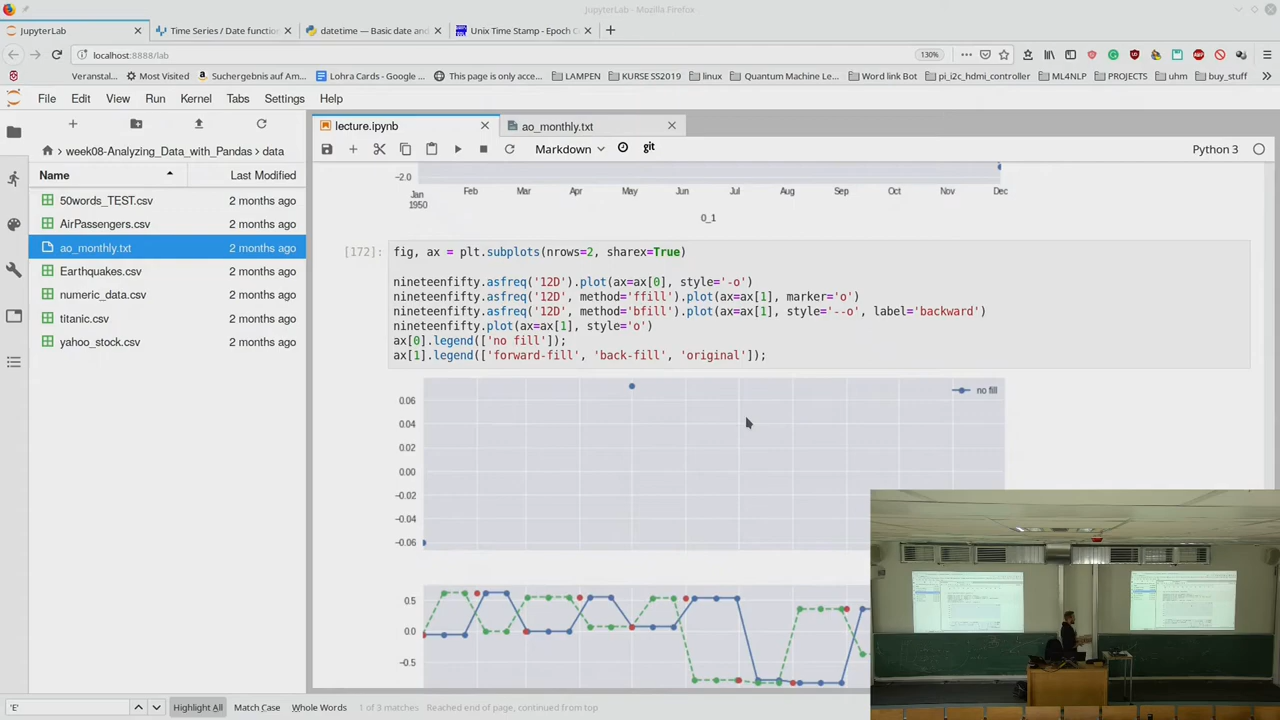 JupyterLab - Mozilla Firefox
JupyterLab
Time Series / Date functio
datetime — Basic date and
Unix Time Stamp - Epoch C
localhost:8888/lab
130%
Veranstal...
Most Visited
Suchergebnis auf Am...
Lohra Cards - Google ...
This page is only acce...
LAMPEN
KURSE SS2019
linux
Quantum Machine Le...
Word link Bot
pi_i2c_hdmi_controller
ML4NLP
PROJECTS
uhm
buy_stuff
File Edit View Run Kernel Tabs Settings Help
lecture.ipynb
ao_monthly.txt
Markdown
git
Python 3
week08-Analyzing_Data_with_Pandas / data
Name
Last Modified
50words_TEST.csv 2 months ago
AirPassengers.csv 2 months ago
ao_monthly.txt 2 months ago
Earthquakes.csv 2 months ago
numeric_data.csv 2 months ago
titanic.csv 2 months ago
yahoo_stock.csv 2 months ago
−2.0
Jan Feb Mar Apr May Jun Jul Aug Sep Oct Nov Dec
1950
0_1
[172]:
fig, ax = plt.subplots(nrows=2, sharex=True)
nineteenfifty.asfreq('12D').plot(ax=ax[0], style='-o')
nineteenfifty.asfreq('12D', method='ffill').plot(ax=ax[1], marker='o')
nineteenfifty.asfreq('12D', method='bfill').plot(ax=ax[1], style='--o', label='backward')
nineteenfifty.plot(ax=ax[1], style='o')
ax[0].legend(['no fill']);
ax[1].legend(['forward-fill', 'back-fill', 'original']);
no fill
0.06
0.04
0.02
0.00
−0.02
−0.04
−0.06
0.5
0.0
−0.5
'E'
Highlight All
Match Case
Whole Words
1 of 3 matches
Reached end of page, continued from top